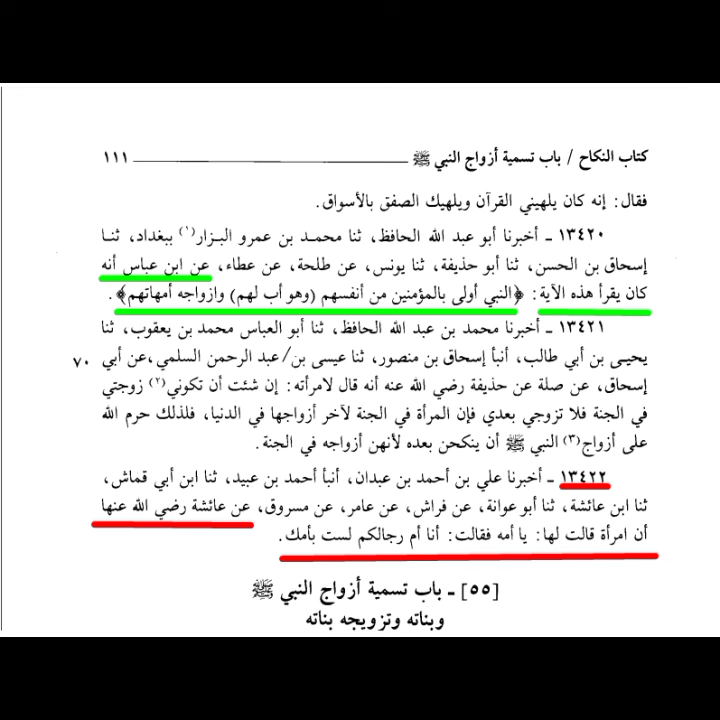 كتاب النكاح / باب تسمية أزواج النبي ﷺ ١١١
فقال: إنه كان يلهيني القرآن ويلهيك الصفق بالأسواق.
١٣٤٢٠ ـ أخبرنا أبو عبد الله الحافظ، ثنا محمد بن عمرو البزار(١) ببغداد، ثنا
إسحاق بن الحسن، ثنا أبو حذيفة، ثنا يونس، عن طلحة، عن عطاء، عن ابن عباس أنه
كان يقرأ هذه الآية: ﴿النبي أولى بالمؤمنين من أنفسهم (وهو أب لهم) وازواجه أمهاتهم﴾.
١٣٤٢١ ـ أخبرنا محمد بن عبد الله الحافظ، ثنا أبو العباس محمد بن يعقوب، ثنا
يحيى بن أبي طالب، أنبأ إسحاق بن منصور، ثنا عيسى بن/عبد الرحمن السلمي،عن أبي ٧٠
إسحاق، عن صلة عن حذيفة رضي الله عنه أنه قال لامرأته: إن شئت أن تكوني(٢) زوجتي
في الجنة فلا تزوجي بعدي فإن المرأة في الجنة لآخر أزواجها في الدنيا، فلذلك حرم الله
على أزواج(٣) النبي ﷺ أن ينكحن بعده لأنهن أزواجه في الجنة.
١٣٤٢٢ ـ أخبرنا علي بن أحمد بن عبدان، أنبأ أحمد بن عبيد، ثنا ابن أبي قماش،
ثنا ابن عائشة، ثنا أبو عوانة، عن فراش، عن عامر، عن مسروق، عن عائشة رضي الله عنها
أن امرأة قالت لها: يا أمه فقالت: أنا أم رجالكم لست بأمك.
[٥٥] ـ باب تسمية أزواج النبي ﷺ
وبناته وتزويجه بناته